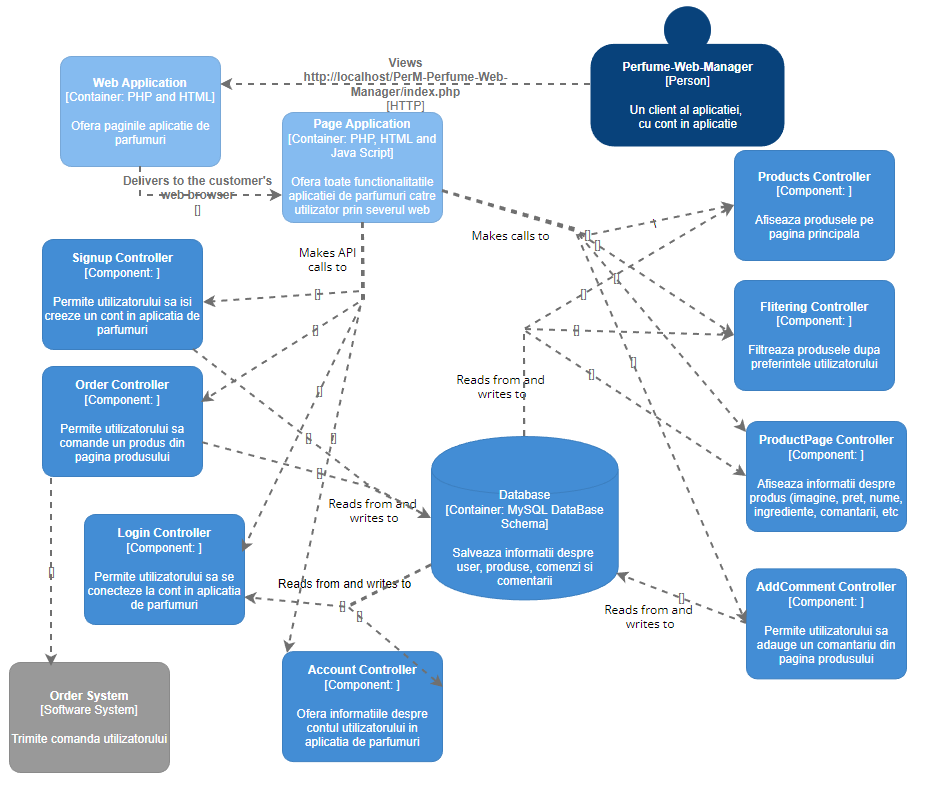 Perfume-Web-Manager
[Person]
Un client al aplicatiei,
cu cont in aplicatie
Views
http://localhost/PerM-Perfume-Web-
Manager/index.php
[HTTP]
Web Application
[Container: PHP and HTML]
Ofera paginile aplicatie de
parfumuri
Page Application
[Container: PHP, HTML and
Java Script]
Ofera toate functionalitatile
aplicatiei de parfumuri catre
utilizator prin severul web
Delivers to the customer's
web browser
[]
Products Controller
[Component: ]
Afiseaza produsele pe
pagina principala
Makes calls to
Makes API
calls to
Signup Controller
[Component: ]
Permite utilizatorului sa isi
creeze un cont in aplicatia de
parfumuri
Flitering Controller
[Component: ]
Filtreaza produsele dupa
preferintele utilizatorului
Order Controller
[Component: ]
Permite utilizatorului sa
comande un produs din
pagina produsului
Reads from and
writes to
ProductPage Controller
[Component: ]
Afiseaza informatii despre
produs (imagine, pret, nume,
ingrediente, comantarii, etc
Database
[Container: MySQL DataBase
Schema]
Salveaza informatii despre
user, produse, comenzi si
comentarii
Reads from and
writes to
Login Controller
[Component: ]
Permite utilizatorului sa se
conecteze la cont in aplicatia
de parfumuri
Reads from and writes to
AddComment Controller
[Component: ]
Permite utilizatorului sa
adauge un comantariu din
pagina produsului
Reads from and
writes to
Order System
[Software System]
Trimite comanda utilizatorului
Account Controller
[Component: ]
Ofera informatiile despre
contul utilizatorului in
aplicatia de parfumuri